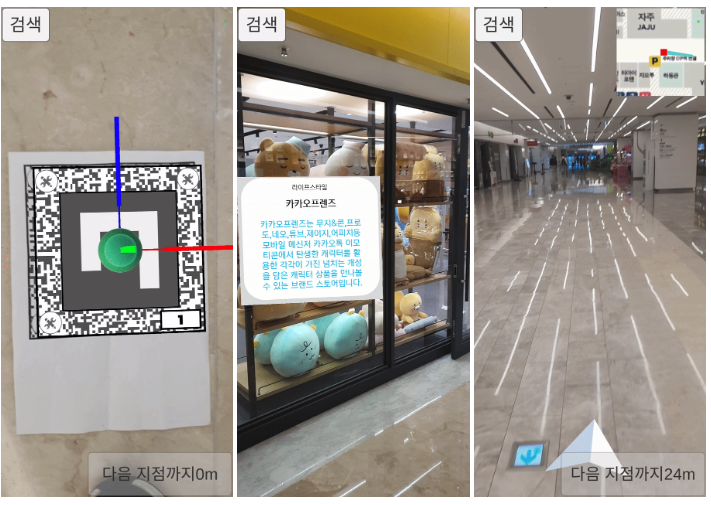 검색
1
다음 지점까지0m
검색
라이프스타일
카카오프렌즈
카카오프렌즈는 무지&콘,프로
도,네오,튜브,제이지,어피치등
모바일 메신저 카카오톡 이모
티콘에서 탄생한 캐릭터를 활
용한 각각이 가진 넘치는 개성
을 담은 캐릭터 상품을 만나볼
수 있는 브랜드 스토어입니다.
검색
자주
JAJU
P
다음 지점까지24m